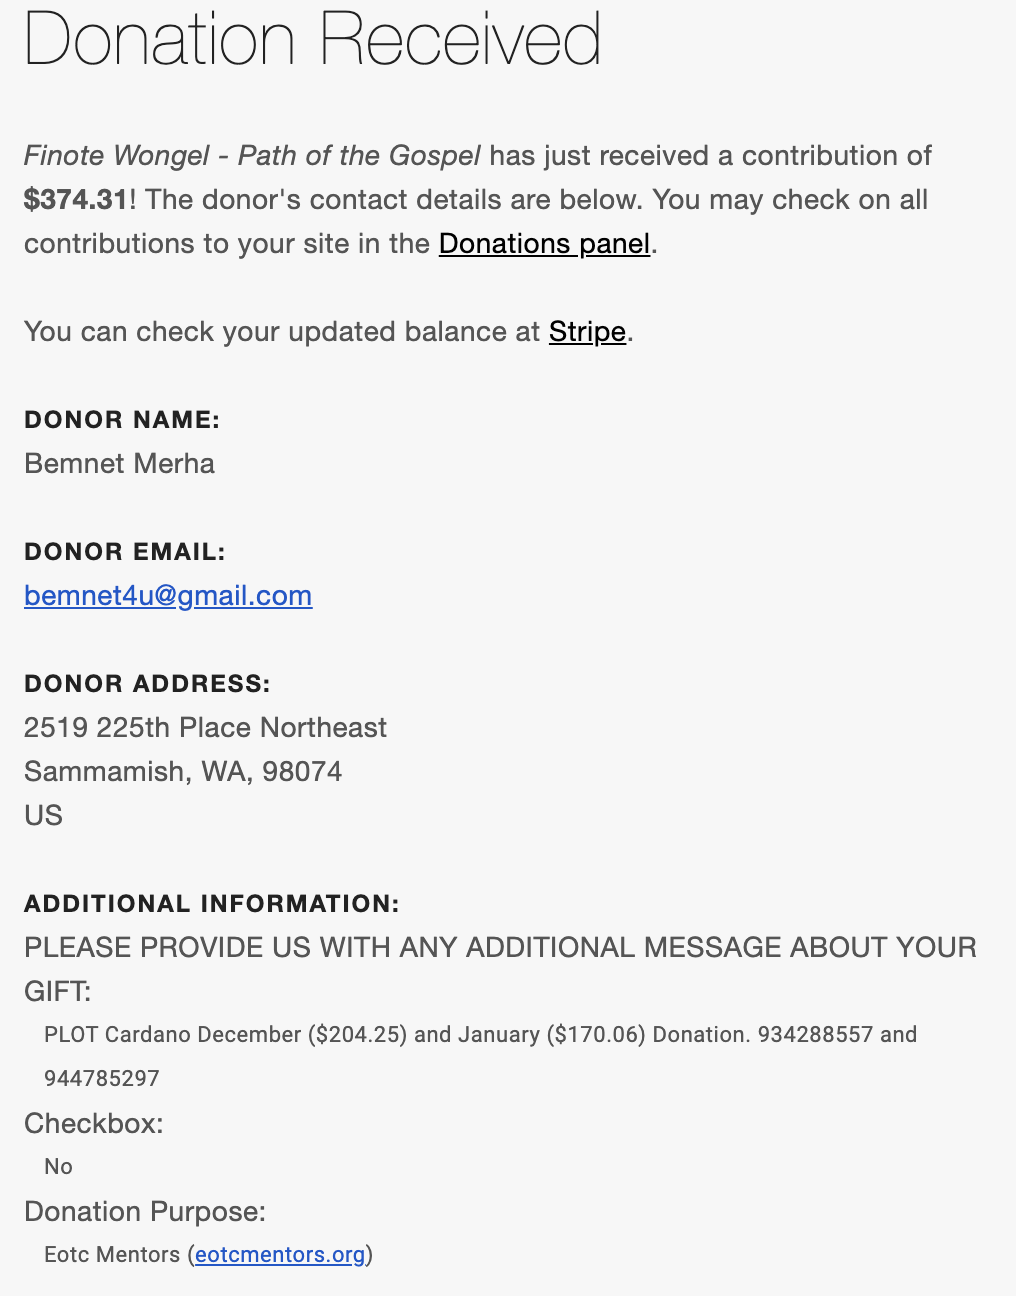 Donation Received
Finote Wongel - Path of the Gospel has just received a contribution of
$374.31! The donor's contact details are below. You may check on all
contributions to your site in the Donations panel.
You can check your updated balance at Stripe.
DONOR NAME:
Bemnet Merha
DONOR EMAIL:
bemnet4u@gmail.com
DONOR ADDRESS:
2519 225th Place Northeast
Sammamish, WA, 98074
US
ADDITIONAL INFORMATION:
PLEASE PROVIDE US WITH ANY ADDITIONAL MESSAGE ABOUT YOUR
GIFT:
PLOT Cardano December ($204.25) and January ($170.06) Donation. 934288557 and
944785297
Checkbox:
No
Donation Purpose:
Eotc Mentors (eotcmentors.org)